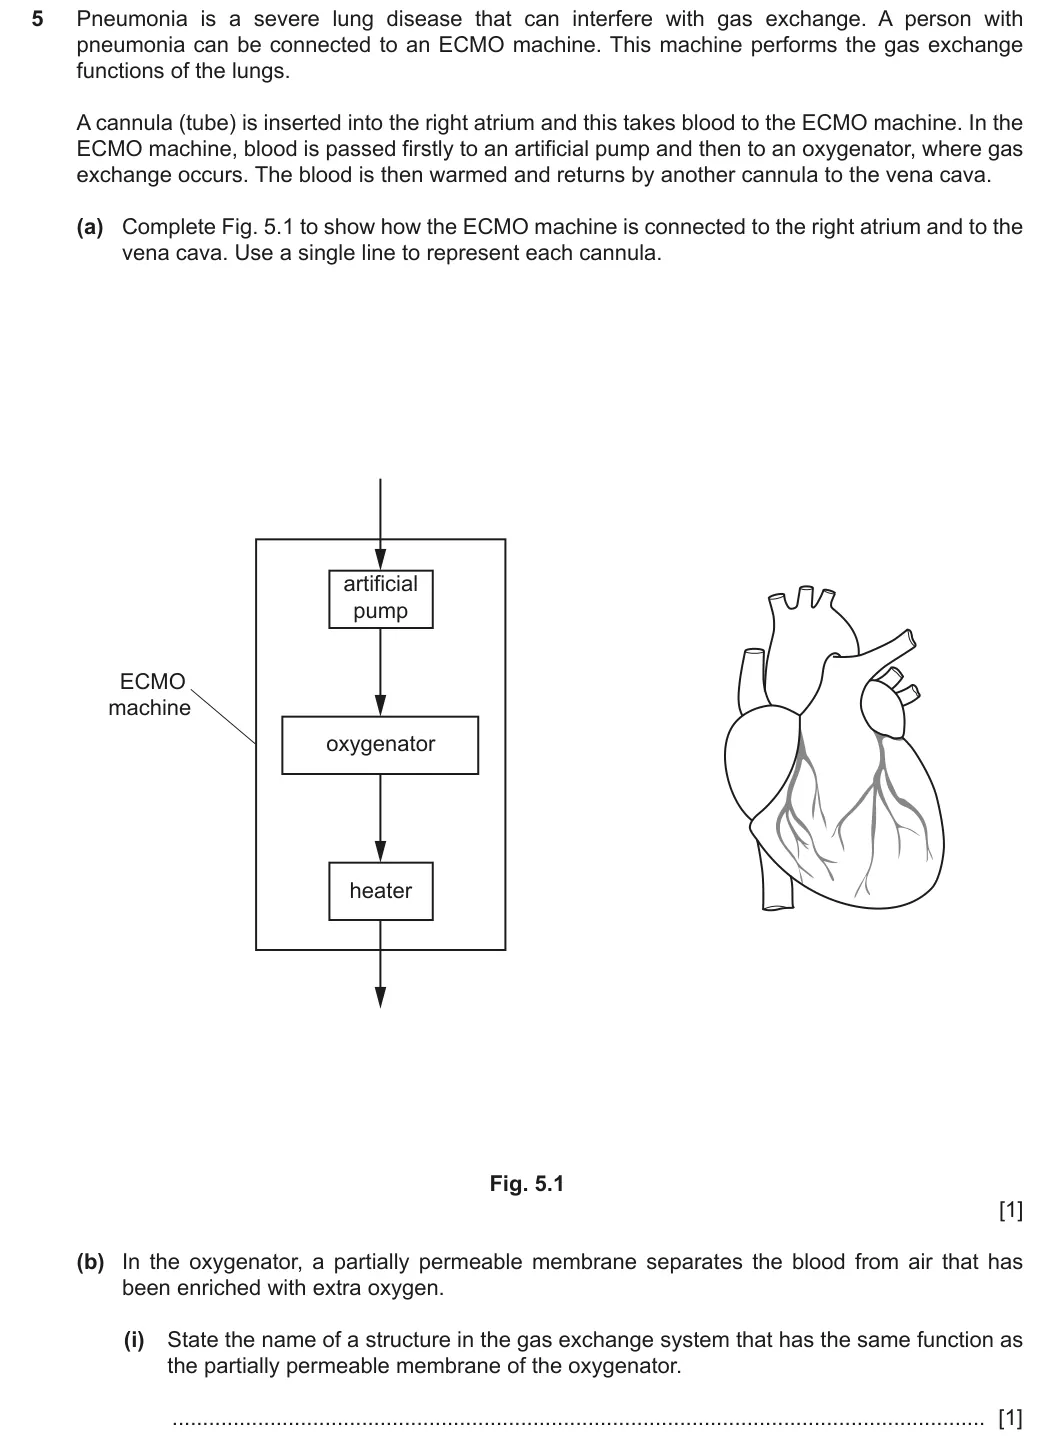 5 Pneumonia is a severe lung disease that can interfere with gas exchange. A person with
pneumonia can be connected to an ECMO machine. This machine performs the gas exchange
functions of the lungs.
A cannula (tube) is inserted into the right atrium and this takes blood to the ECMO machine. In the
ECMO machine, blood is passed firstly to an artificial pump and then to an oxygenator, where gas
exchange occurs. The blood is then warmed and returns by another cannula to the vena cava.
(a) Complete Fig. 5.1 to show how the ECMO machine is connected to the right atrium and to the
vena cava. Use a single line to represent each cannula.
artificial
pump
ECMO
machine
oxygenator
heater
Fig. 5.1
[1]
(b) In the oxygenator, a partially permeable membrane separates the blood from air that has
been enriched with extra oxygen.
(i) State the name of a structure in the gas exchange system that has the same function as
the partially permeable membrane of the oxygenator.
....................................................................................................................................... [1]